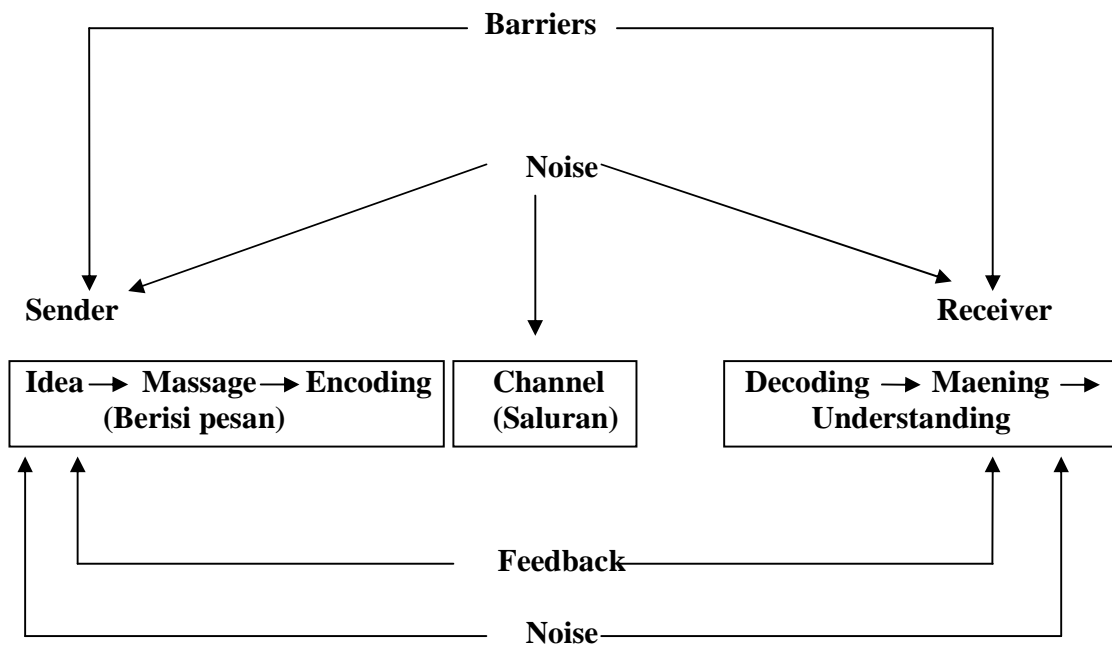 Barriers
Noise
Sender
Receiver
Idea → Massage → Encoding
(Berisi pesan)
Channel
(Saluran)
Decoding → Maening →
Understanding
Feedback
Noise